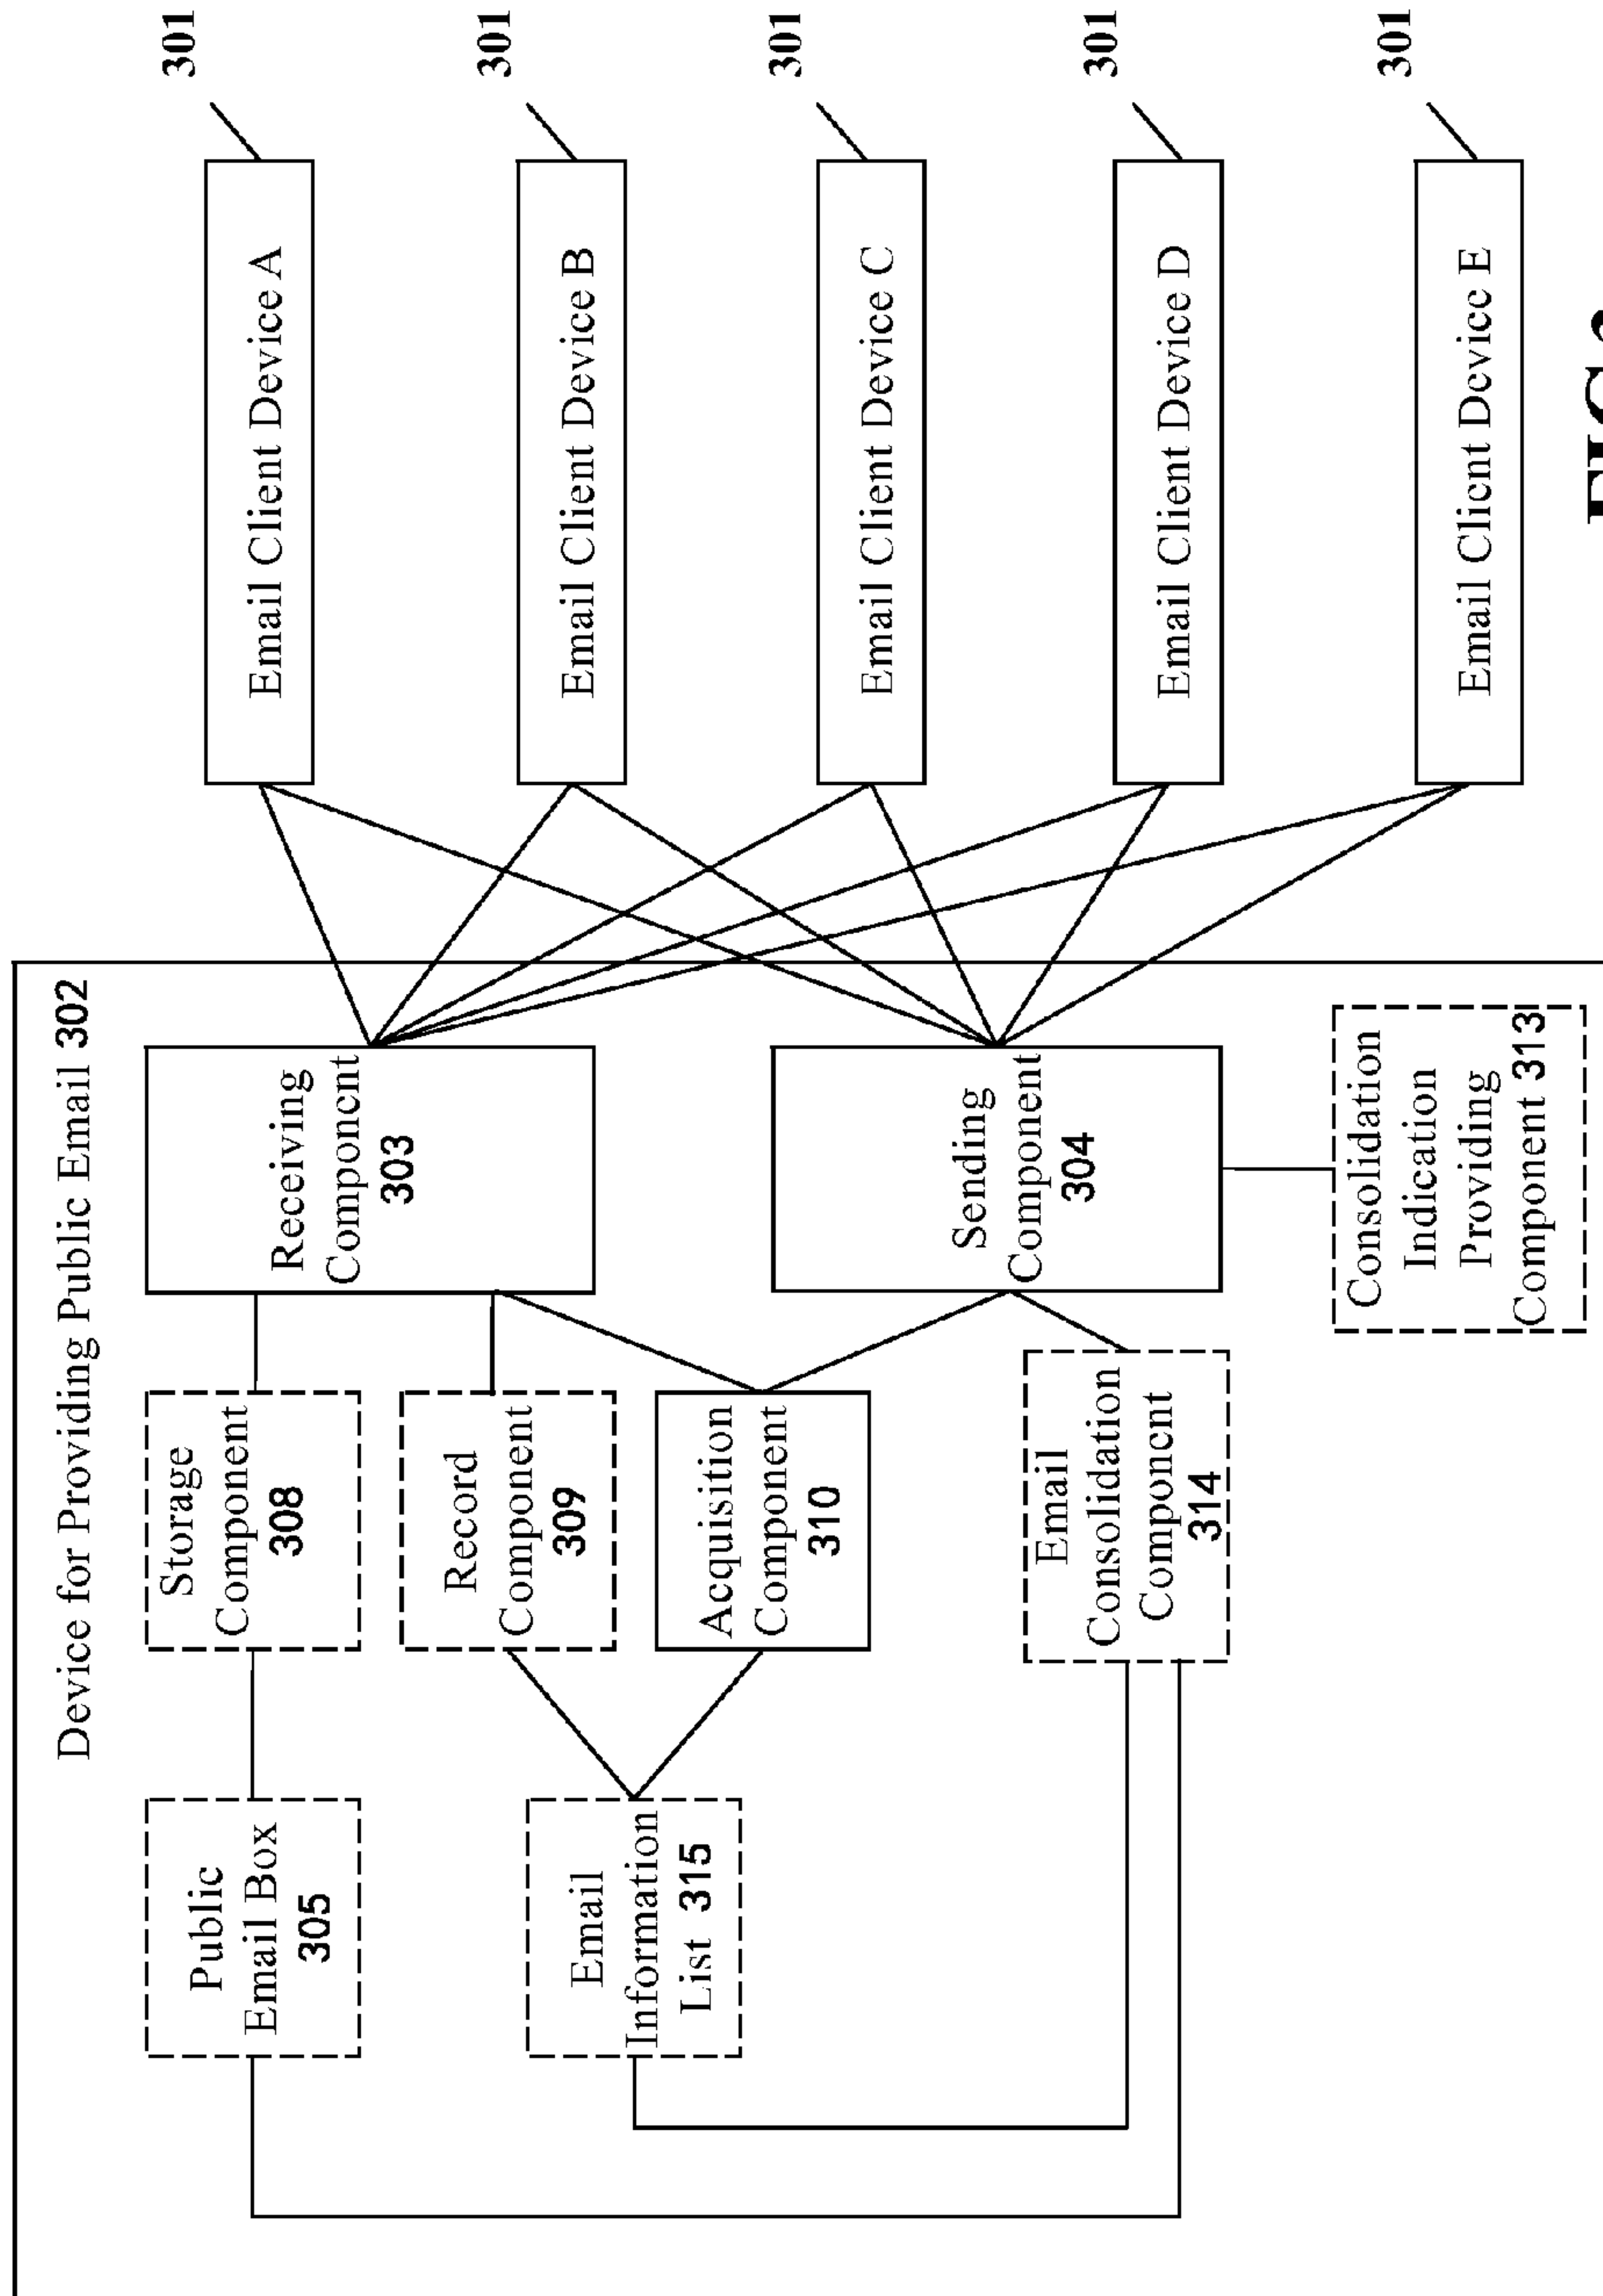 Device for Providing Public Email 302
Public
Email Box
305
Storage
Component
308
Receiving
Component
303
Email Client Device A
301
Record
Component
309
Email
Information
List 315
Acquisition
Component
310
Email Client Device B
301
Email Client Device C
301
Sending
Component
304
Email
Consolidation
Component
314
Email Client Device D
301
Consolidation
Indication
Providing
Component 313
Email Client Device E
301